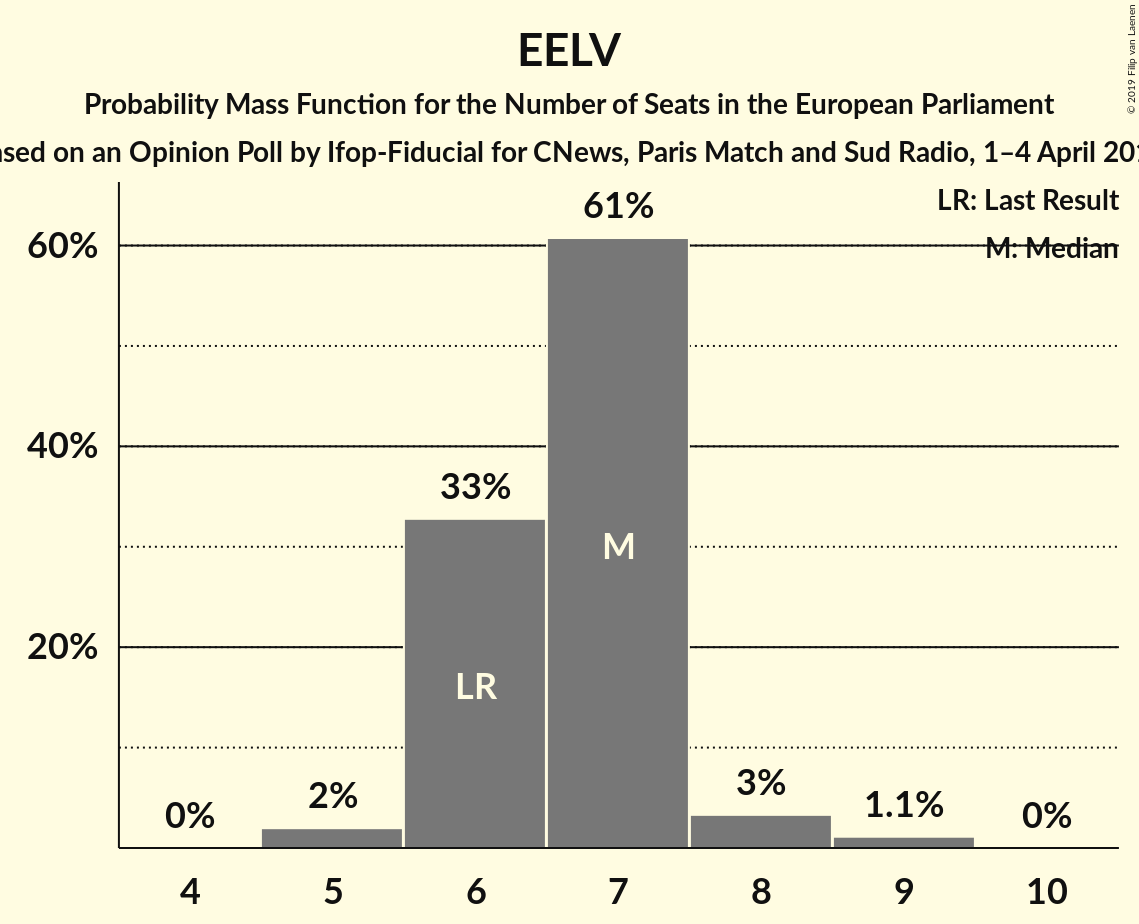 EELV
Probability Mass Function for the Number of Seats in the European Parliament
on an Opinion Poll by Ifop-Fiducial for CNews, Paris Match and Sud Radio, 1–4 April
© 2019 Filip van Laenen
LR: Last Result
M: Median
60%
40%
20%
0%
2%
33%
61%
3%
1.1%
0%
LR
M
4
5
6
7
8
9
10